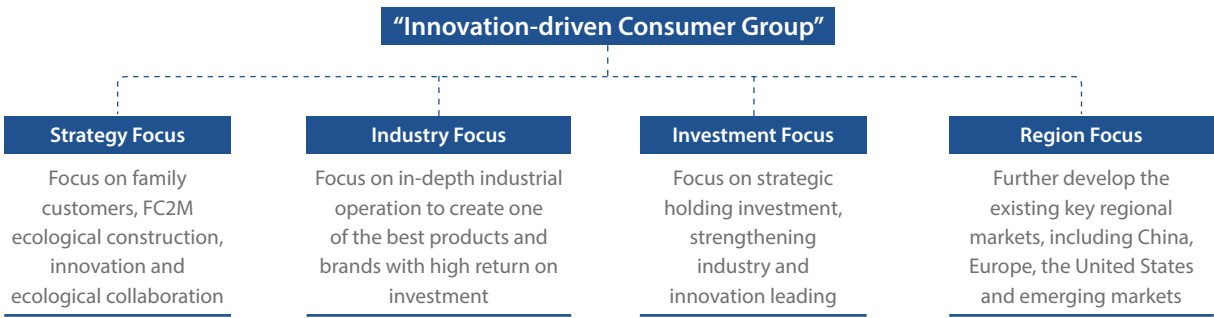 “Innovation-driven Consumer Group”
Strategy Focus
Focus on family
customers, FC2M
ecological construction,
innovation and
ecological collaboration
Industry Focus
Focus on in-depth industrial
operation to create one
of the best products and
brands with high return on
investment
Investment Focus
Focus on strategic
holding investment,
strengthening
industry and
innovation leading
Region Focus
Further develop the
existing key regional
markets, including China,
Europe, the United States
and emerging markets